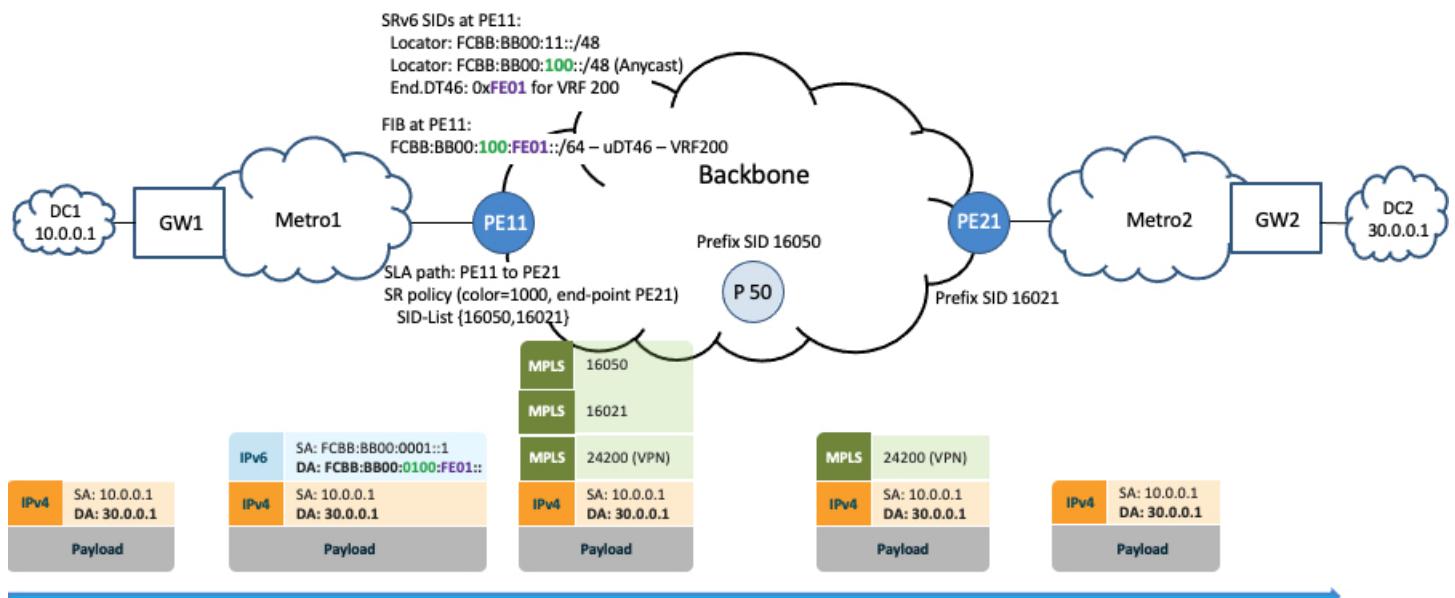 SRv6 SIDs at PE11:
Locator: FCBB:BB00:11::/48
Locator: FCBB:BB00:100::/48 (Anycast)
End.DT46: 0xFE01 for VRF 200
FIB at PE11:
FCBB:BB00:100:FE01::/64 – uDT46 – VRF200
Backbone
DC1
10.0.0.1
GW1
Metro1
PE11
PE21
Metro2
GW2
DC2
30.0.0.1
Prefix SID 16050
P 50
Prefix SID 16021
SLA path: PE11 to PE21
SR policy (color=1000, end-point PE21)
SID-List {16050,16021}
IPv4
SA: 10.0.0.1
DA: 30.0.0.1
Payload
IPv6
SA: FCBB:BB00:0001::1
DA: FCBB:BB00:0100:FE01::
IPv4
SA: 10.0.0.1
DA: 30.0.0.1
Payload
MPLS 16050
MPLS 16021
MPLS 24200 (VPN)
IPv4
SA: 10.0.0.1
DA: 30.0.0.1
Payload
MPLS 24200 (VPN)
IPv4
SA: 10.0.0.1
DA: 30.0.0.1
Payload
IPv4
SA: 10.0.0.1
DA: 30.0.0.1
Payload